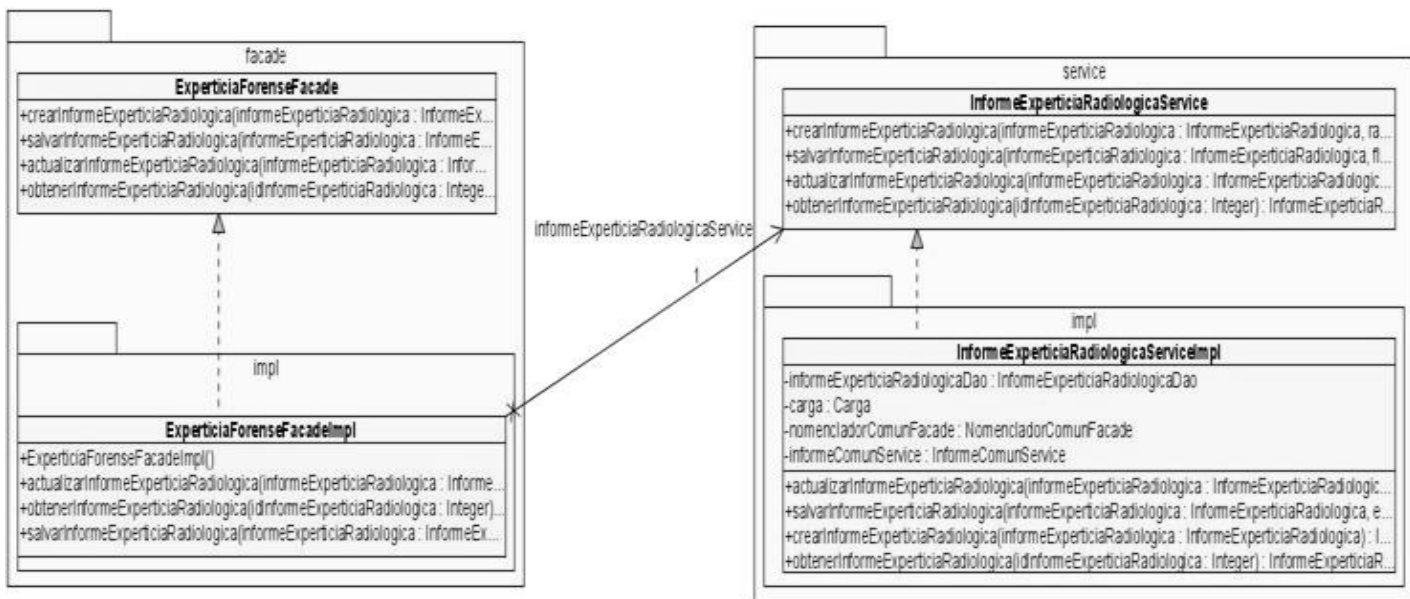 facade
ExperticiaForenseFacade
+crearInformeExperticiaRadiologica(informeExperticiaRadiologica : InformeEx...
+salvarInformeExperticiaRadiologica(informeExperticiaRadiologica : InformeE...
+actualizarInformeExperticiaRadiologica(informeExperticiaRadiologica : Infor...
+obtenerInformeExperticiaRadiologica(idInformeExperticiaRadiologica : Intege...
impl
ExperticiaForenseFacadeImpl
+ExperticiaForenseFacadeImpl()
+actualizarInformeExperticiaRadiologica(informeExperticiaRadiologica : Informe...
+obtenerInformeExperticiaRadiologica(idInformeExperticiaRadiologica : Integer)...
+salvarInformeExperticiaRadiologica(informeExperticiaRadiologica : InformeEx...
informeExperticiaRadiologicaService
1
service
InformeExperticiaRadiologicaService
+crearInformeExperticiaRadiologica(informeExperticiaRadiologica : InformeExperticiaRadiologica, ra...
+salvarInformeExperticiaRadiologica(informeExperticiaRadiologica : InformeExperticiaRadiologica, fl...
+actualizarInformeExperticiaRadiologica(informeExperticiaRadiologica : InformeExperticiaRadiologic...
+obtenerInformeExperticiaRadiologica(idInformeExperticiaRadiologica : Integer) : InformeExperticiaR...
impl
InformeExperticiaRadiologicaServiceImpl
-informeExperticiaRadiologicaDao : InformeExperticiaRadiologicaDao
-carga : Carga
-nomencladorComunFacade : NomencladorComunFacade
-informeComunService : InformeComunService
+actualizarInformeExperticiaRadiologica(informeExperticiaRadiologica : InformeExperticiaRadiologic...
+salvarInformeExperticiaRadiologica(informeExperticiaRadiologica : InformeExperticiaRadiologica, e...
+crearInformeExperticiaRadiologica(informeExperticiaRadiologica : InformeExperticiaRadiologica) : I...
+obtenerInformeExperticiaRadiologica(idInformeExperticiaRadiologica : Integer) : InformeExperticiaR...